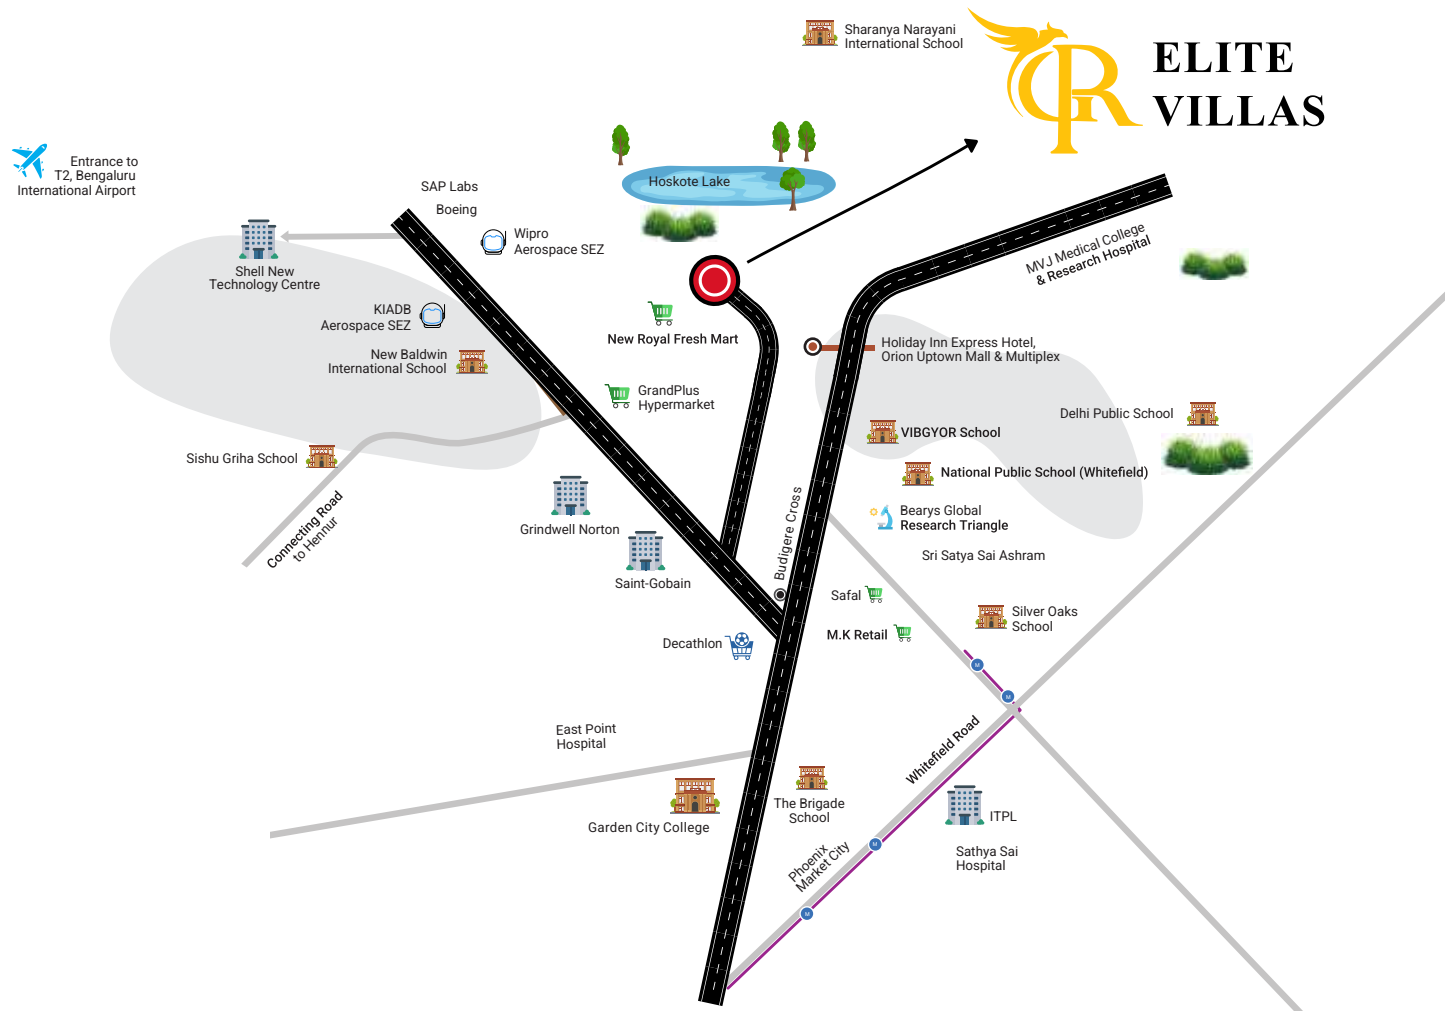 Sharanya Narayani
International School
GR
ELITE
VILLAS
Entrance to
T2, Bengaluru
International Airport
SAP Labs
Boeing
Hoskote Lake
Wipro
Aerospace SEZ
MVJ Medical College
& Research Hospital
Shell New
Technology Centre
KIADB
Aerospace SEZ
New Royal Fresh Mart
Holiday Inn Express Hotel,
Orion Uptown Mall & Multiplex
New Baldwin
International School
GrandPlus
Hypermarket
Delhi Public School
VIBGYOR School
Sishu Griha School
National Public School (Whitefield)
Connecting Road
to Hennur
Grindwell Norton
Budigere Cross
Bearys Global
Research Triangle
Sri Satya Sai Ashram
Saint-Gobain
Safal
Silver Oaks
School
M.K Retail
Decathlon
M
M
East Point
Hospital
Whitefield Road
The Brigade
School
Garden City College
ITPL
Phoenix
Market City
M
Sathya Sai
Hospital
M